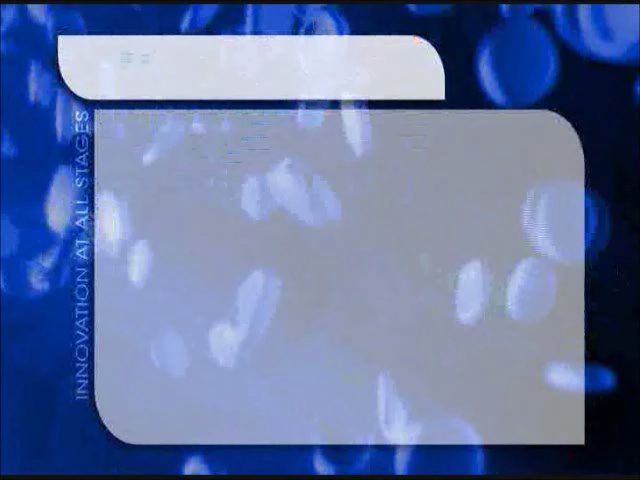 INNOVATION AT ALL STAGES